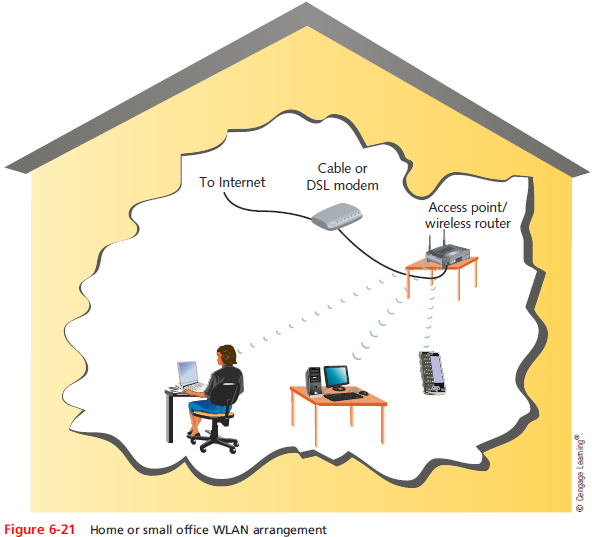 To Internet
Cable or
DSL modem
Access point/
wireless router
© Cengage Learning®.
Figure 6-21 Home or small office WLAN arrangement